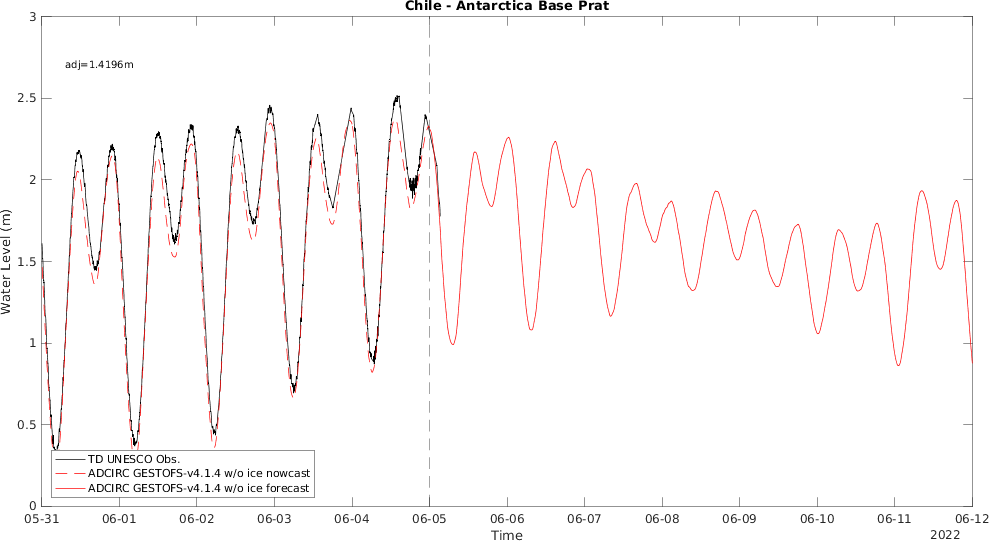 Chile - Antarctica Base Prat
3
adj=1.4196m
2.5
2
1.5
1
0.5
0
Water Level (m)
TD UNESCO Obs.
ADCIRC GESTOFS-v4.1.4 w/o ice nowcast
ADCIRC GESTOFS-v4.1.4 w/o ice forecast
05-31 06-01 06-02 06-03 06-04 06-05 06-06 06-07 06-08 06-09 06-10 06-11 06-12
Time
2022